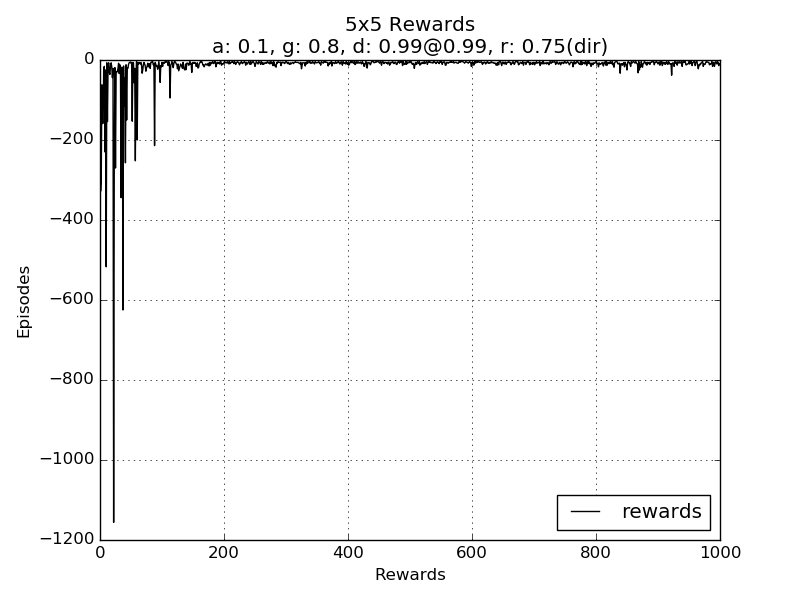 5x5 Rewards
a: 0.1, g: 0.8, d: 0.99@0.99, r: 0.75(dir)
0
−200
−400
−600
−800
−1000
−1200
Episodes
rewards
0 200 400 600 800 1000
Rewards